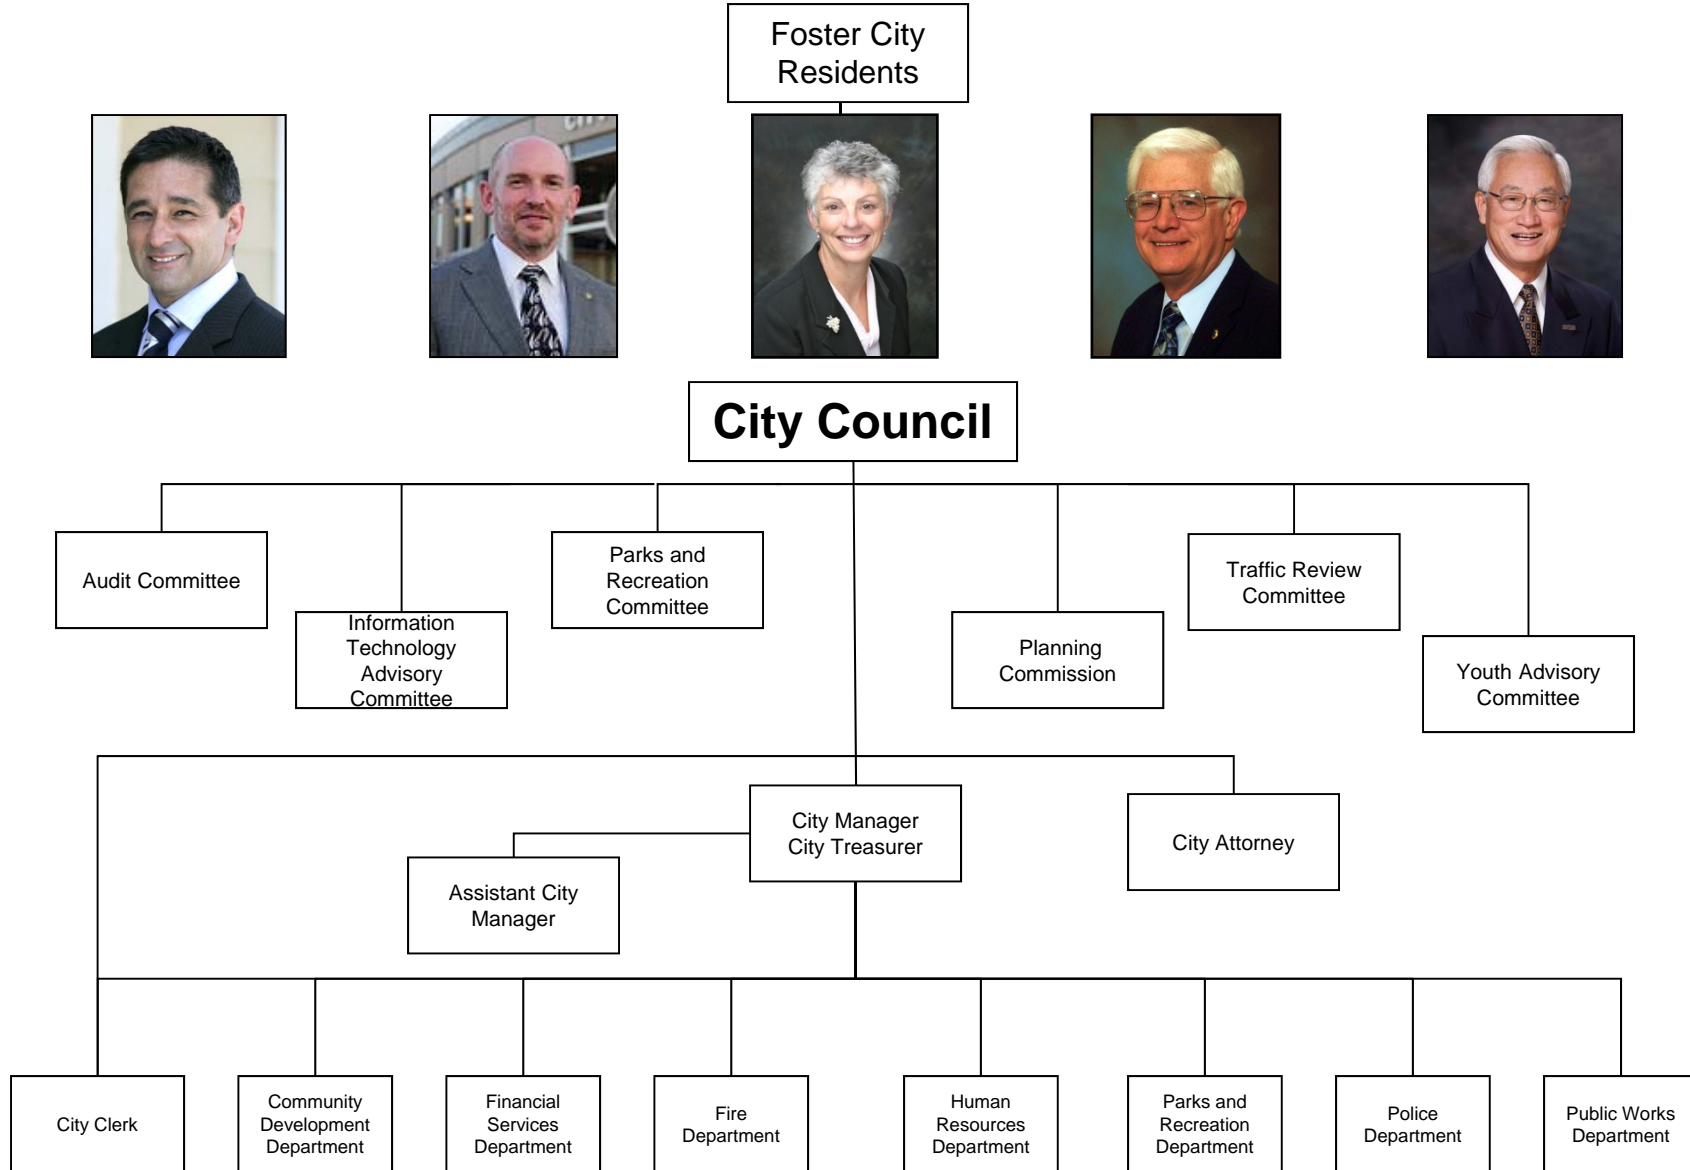 Foster City
Residents
City Council
Audit Committee
Information
Technology
Advisory
Committee
Parks and
Recreation
Committee
Planning
Commission
Traffic Review
Committee
Youth Advisory
Committee
City Manager
City Treasurer
City Attorney
Assistant City
Manager
City Clerk
Community
Development
Department
Financial
Services
Department
Fire
Department
Human
Resources
Department
Parks and
Recreation
Department
Police
Department
Public Works
Department